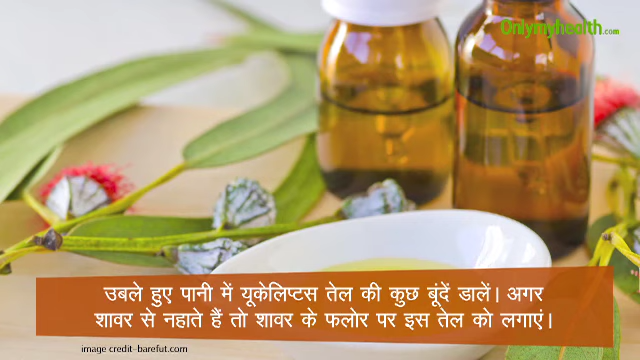 Onlymyhealth.com
उबले हुए पानी में यूकेलिप्टस तेल की कुछ बूंदें डालें। अगर
शावर से नहाते हैं तो शावर के फलोर पर इस तेल को लगाएं।
image credit-barefut.com